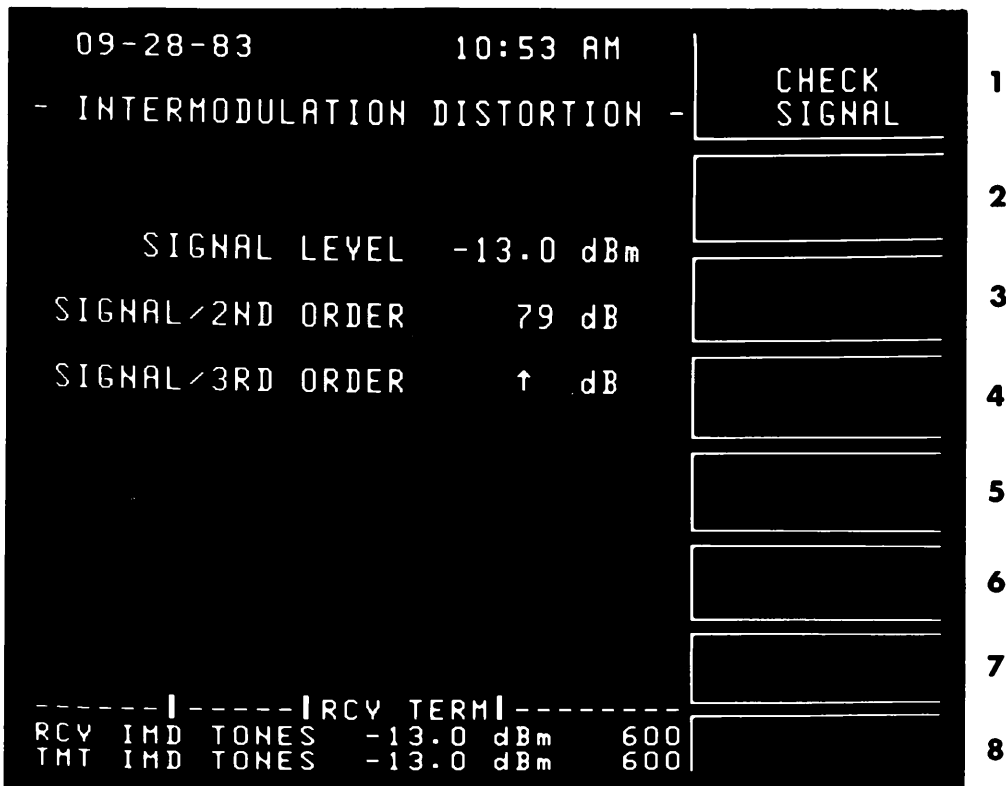 09-28-83 10:53 AM
- INTERMODULATION DISTORTION -
SIGNAL LEVEL -13.0 dBm
SIGNAL/2ND ORDER 79 dB
SIGNAL/3RD ORDER ↑ dB
------|-----|RCV TERM|--------
RCV IMD TONES -13.0 dBm 600
TMT IMD TONES -13.0 dBm 600
CHECK
SIGNAL
1
2
3
4
5
6
7
8